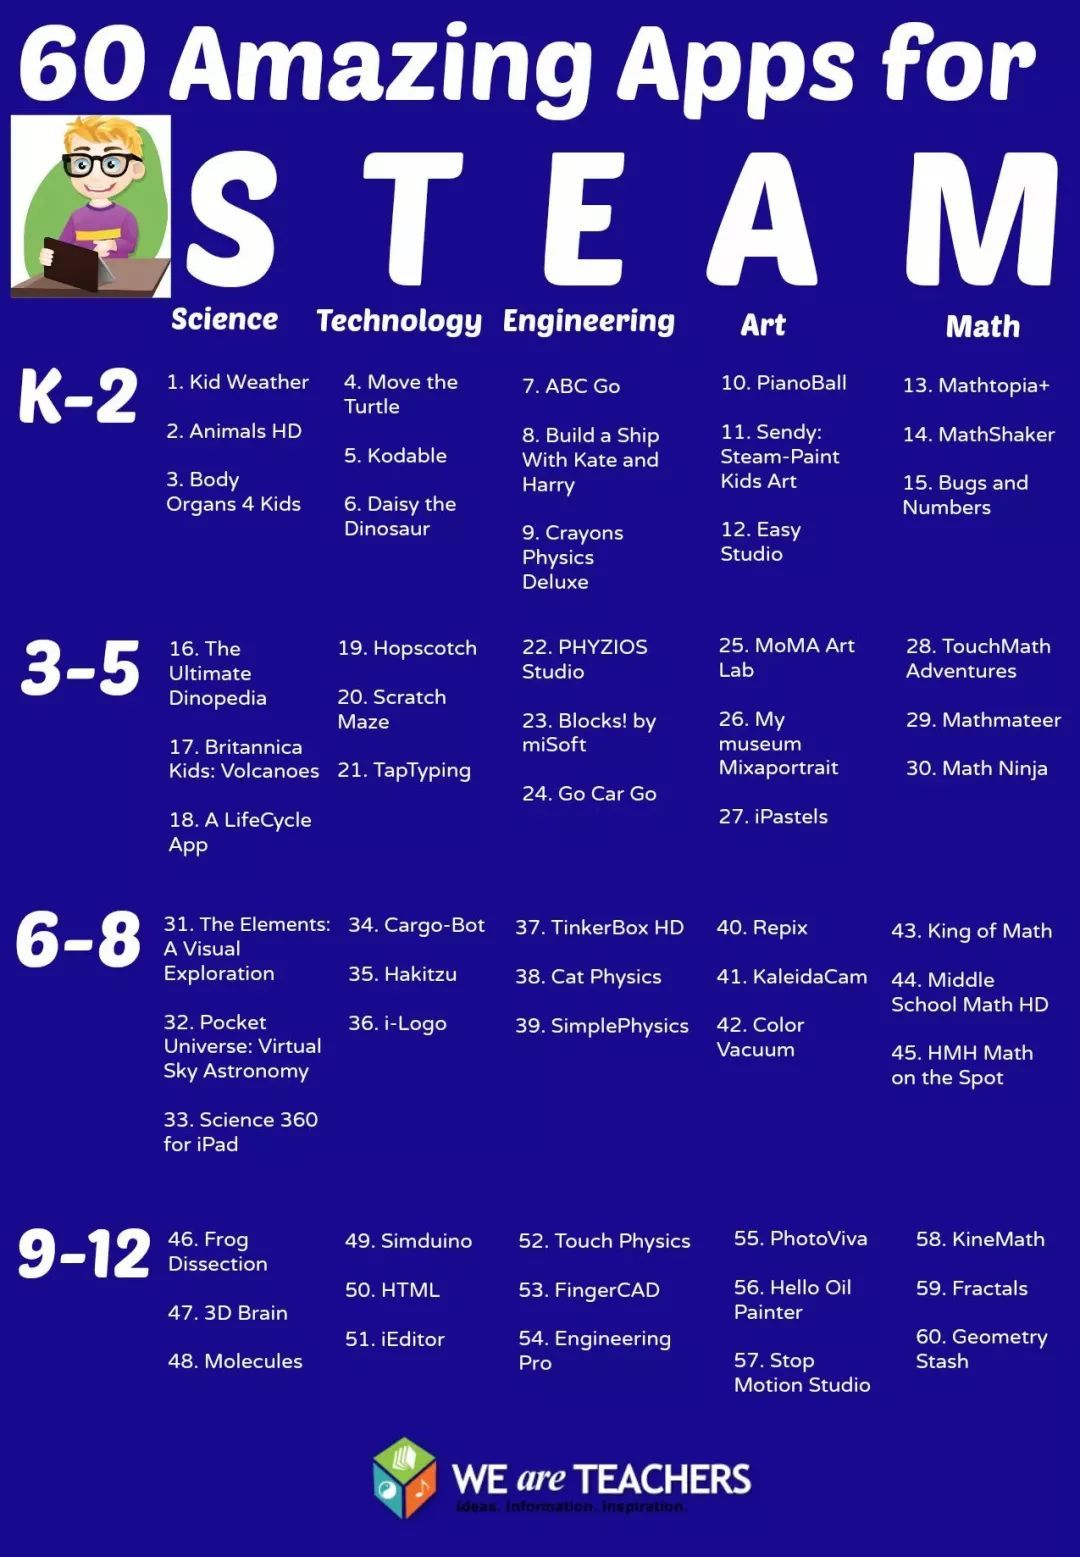 60 Amazing Apps for
S T E A M
Science Technology Engineering Art Math
K-2
1. Kid Weather
2. Animals HD
3. Body
Organs 4 Kids
4. Move the
Turtle
5. Kodable
6. Daisy the
Dinosaur
7. ABC Go
8. Build a Ship
With Kate and
Harry
9. Crayons
Physics
Deluxe
10. PianoBall
11. Sendy:
Steam-Paint
Kids Art
12. Easy
Studio
13. Mathtopia+
14. MathShaker
15. Bugs and
Numbers
3-5
16. The
Ultimate
Dinopedia
17. Britannica
Kids: Volcanoes
18. A LifeCycle
App
19. Hopscotch
20. Scratch
Maze
21. TapTyping
22. PHYZIOS
Studio
23. Blocks! by
miSoft
24. Go Car Go
25. MoMA Art
Lab
26. My
museum
Mixaportrait
27. iPastels
28. TouchMath
Adventures
29. Mathmateer
30. Math Ninja
6-8
31. The Elements:
A Visual
Exploration
32. Pocket
Universe: Virtual
Sky Astronomy
33. Science 360
for iPad
34. Cargo-Bot
35. Hakitzu
36. i-Logo
37. TinkerBox HD
38. Cat Physics
39. SimplePhysics
40. Repix
41. KaleidaCam
42. Color
Vacuum
43. King of Math
44. Middle
School Math HD
45. HMH Math
on the Spot
9-12
46. Frog
Dissection
47. 3D Brain
48. Molecules
49. Simduino
50. HTML
51. iEditor
52. Touch Physics
53. FingerCAD
54. Engineering
Pro
55. PhotoViva
56. Hello Oil
Painter
57. Stop
Motion Studio
58. KineMath
59. Fractals
60. Geometry
Stash
WE are TEACHERS
Ideas. Information. Inspiration.